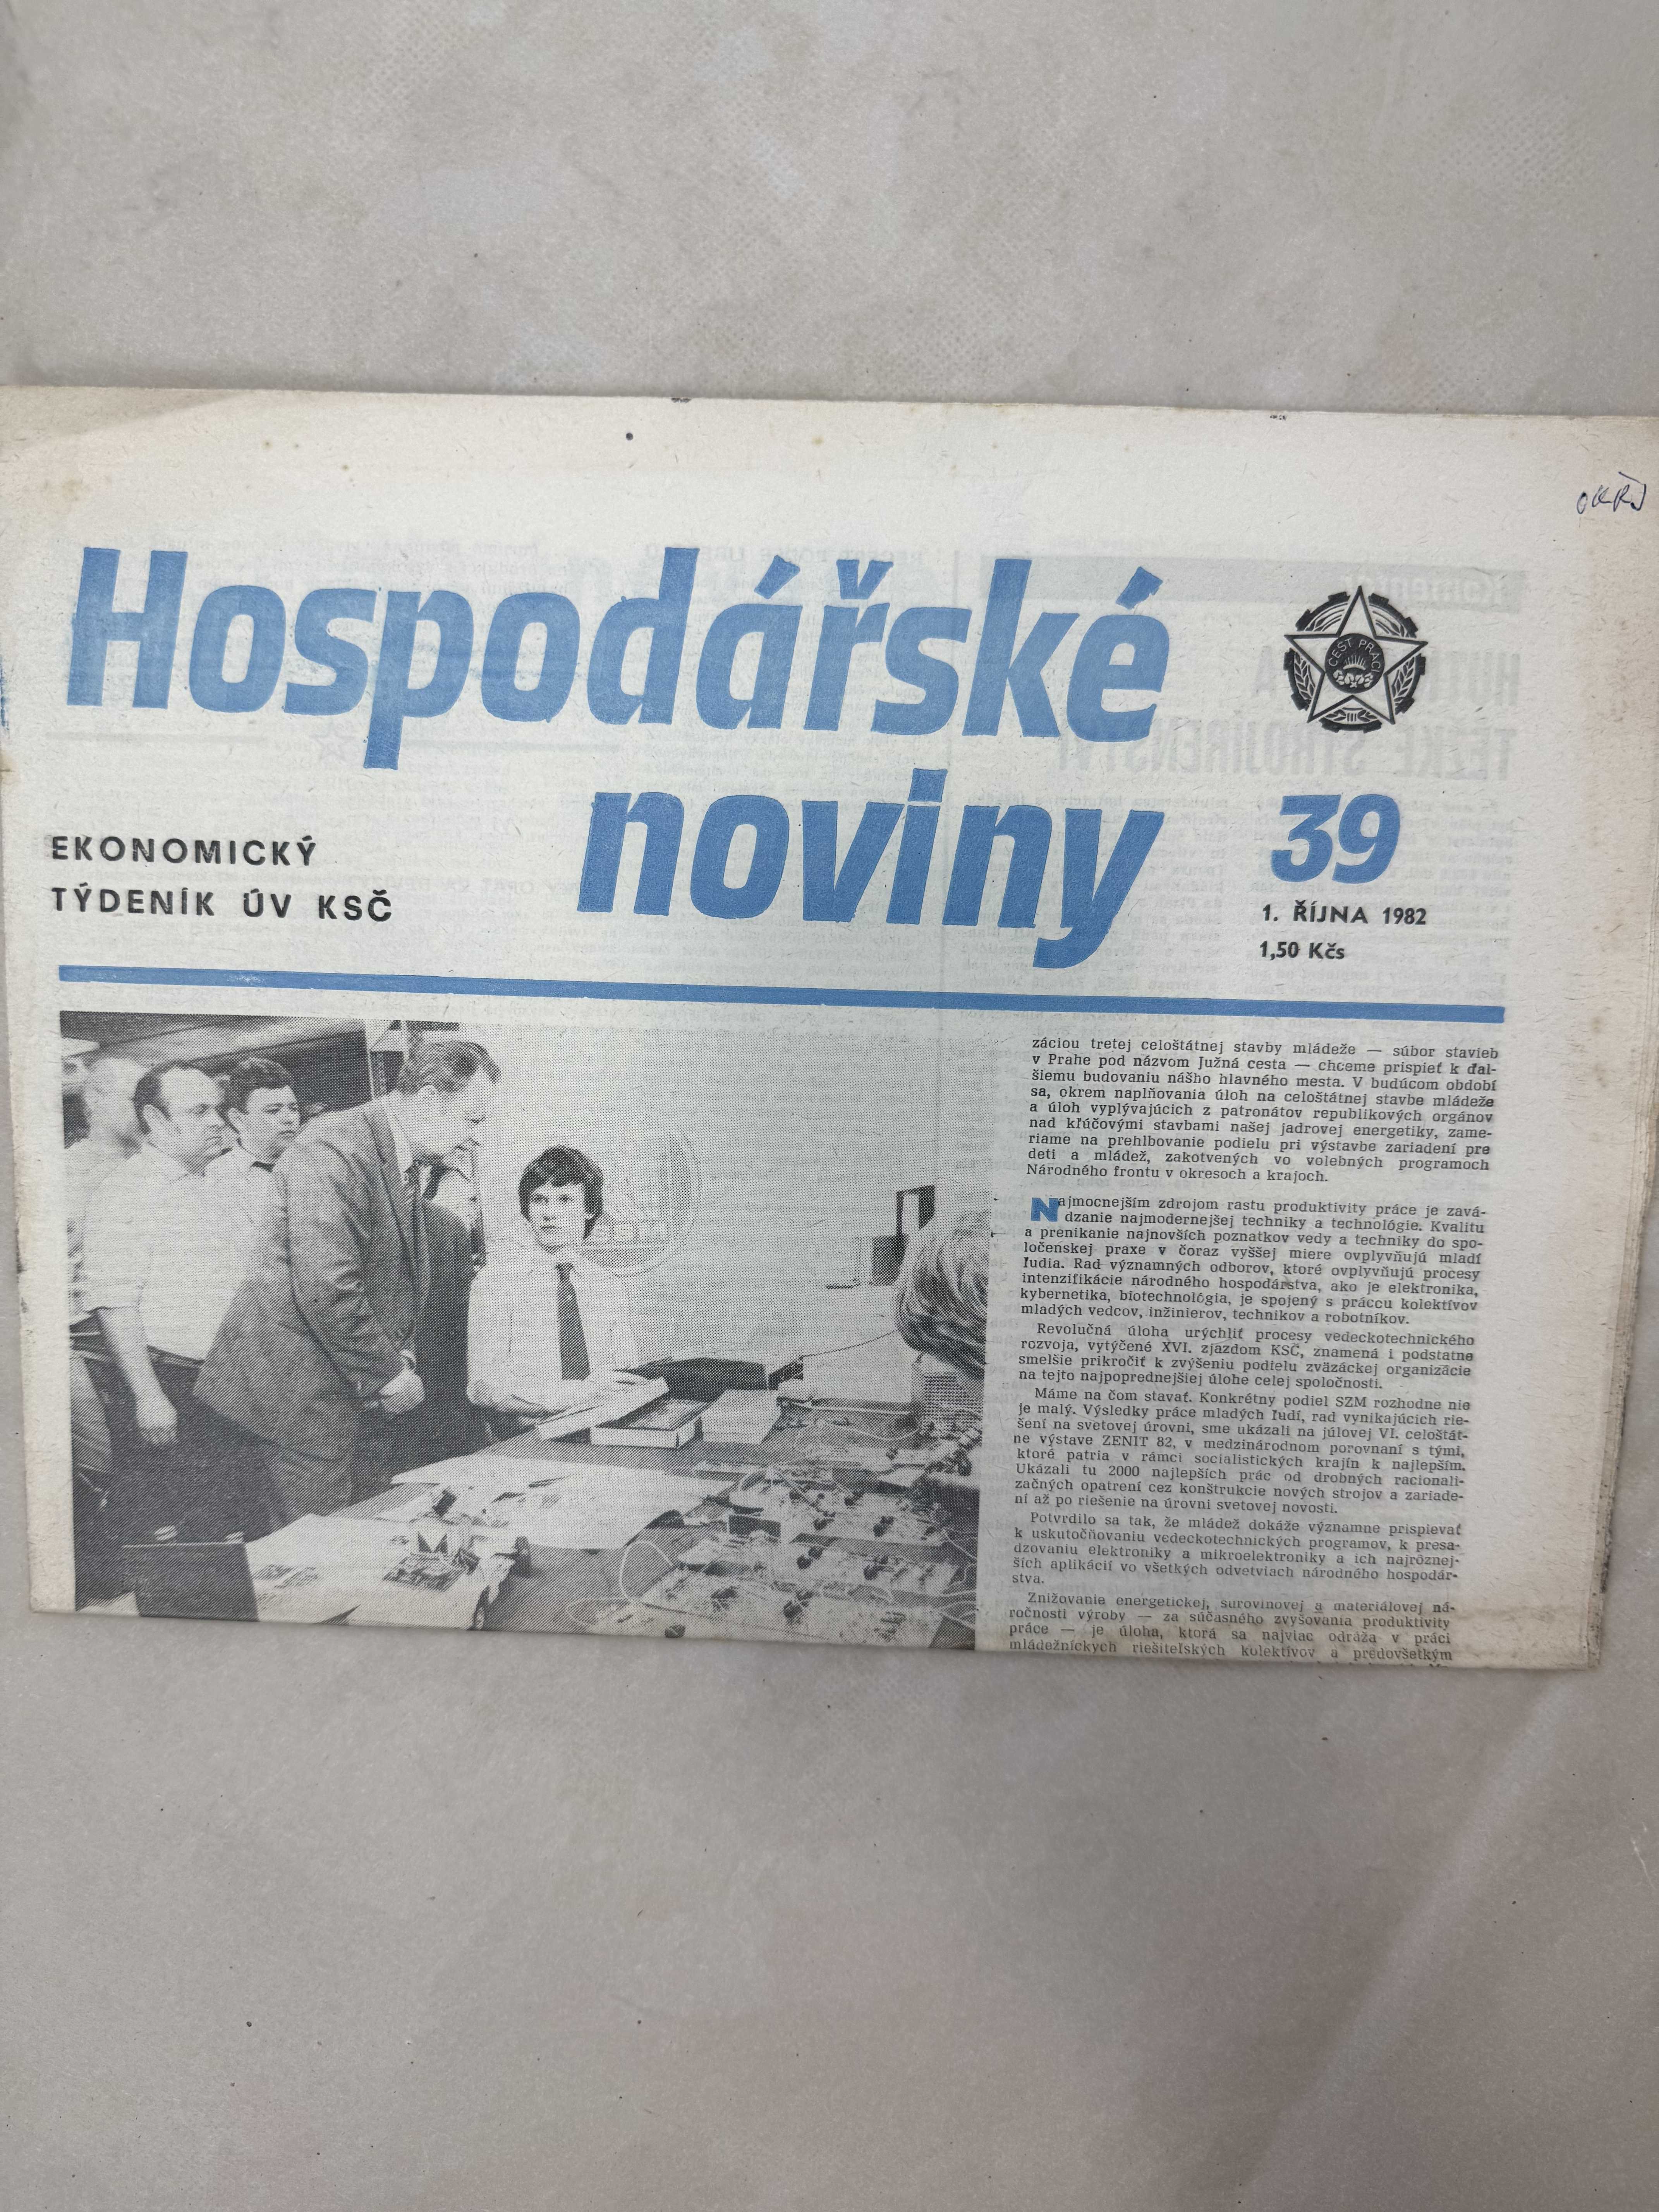 Hospodářské
noviny
EKONOMICKÝ
TÝDENÍK ÚV KSČ
ČEST PRÁCI
39
1. ŘÍJNA 1982
1,50 Kčs
záciou tretej celoštátnej stavby mládeže — súbor stavieb
v Prahe pod názvom Južná cesta — chceme prispieť k ďal-
šiemu budovaniu nášho hlavného mesta. V budúcom období
sa, okrem napĺňovania úloh na celoštátnej stavbe mládeže
a úloh vyplývajúcich z patronátov republikových orgánov
nad kľúčovými stavbami našej jadrovej energetiky, zame-
riame na prehlbovanie podielu pri výstavbe zariadení pre
deti a mládež, zakotvených vo volebných programoch
Národného frontu v okresoch a krajoch.
Najmocnejším zdrojom rastu produktivity práce je zavá-
dzanie najmodernejšej techniky a technológie. Kvalitu
a prenikanie najnovších poznatkov vedy a techniky do spo-
ločenskej praxe v čoraz vyššej miere ovplyvňujú mladí
ľudia. Rad významných odborov, ktoré ovplyvňujú procesy
intenzifikácie národného hospodárstva, ako je elektronika,
kybernetika, biotechnológia, je spojený s práccu kolektívov
mladých vedcov, inžinierov, technikov a robotníkov.
Revolučná úloha urýchliť procesy vedeckotechnického
rozvoja, vytýčené XVI. zjazdom KSČ, znamená i podstatne
smelšie prikročiť k zvýšeniu podielu zväzáckej organizácie
na tejto najpoprednejšiej úlohe celej spoločnosti.
Máme na čom stavať. Konkrétny podiel SZM rozhodne nie
je malý. Výsledky práce mladých ľudí, rad vynikajúcich rie-
šení na svetovej úrovni, sme ukázali na júlovej VI. celoštát-
ne výstave ZENIT 82, v medzinárodnom porovnaní s tými,
ktoré patria v rámci socialistických krajín k najlepším.
Ukázali tu 2000 najlepších prác od drobných racionali-
začných opatrení cez konštrukcie nových strojov a zariade-
ní až po riešenie na úrovni svetovej novosti.
Potvrdilo sa tak, že mládež dokáže významne prispievať
k uskutočňovaniu vedeckotechnických programov, k presa-
dzovaniu elektroniky a mikroelektroniky a ich najrôznej-
ších aplikácií vo všetkých odvetviach národného hospodár-
stva.
Znižovanie energetickej, surovinovej a materiálovej ná-
ročnosti výroby — za súčasného zvyšovania produktivity
práce — je úloha, ktorá sa najviac odráža v práci
mládežníckych riešiteľských kolektívov a predovšetkým